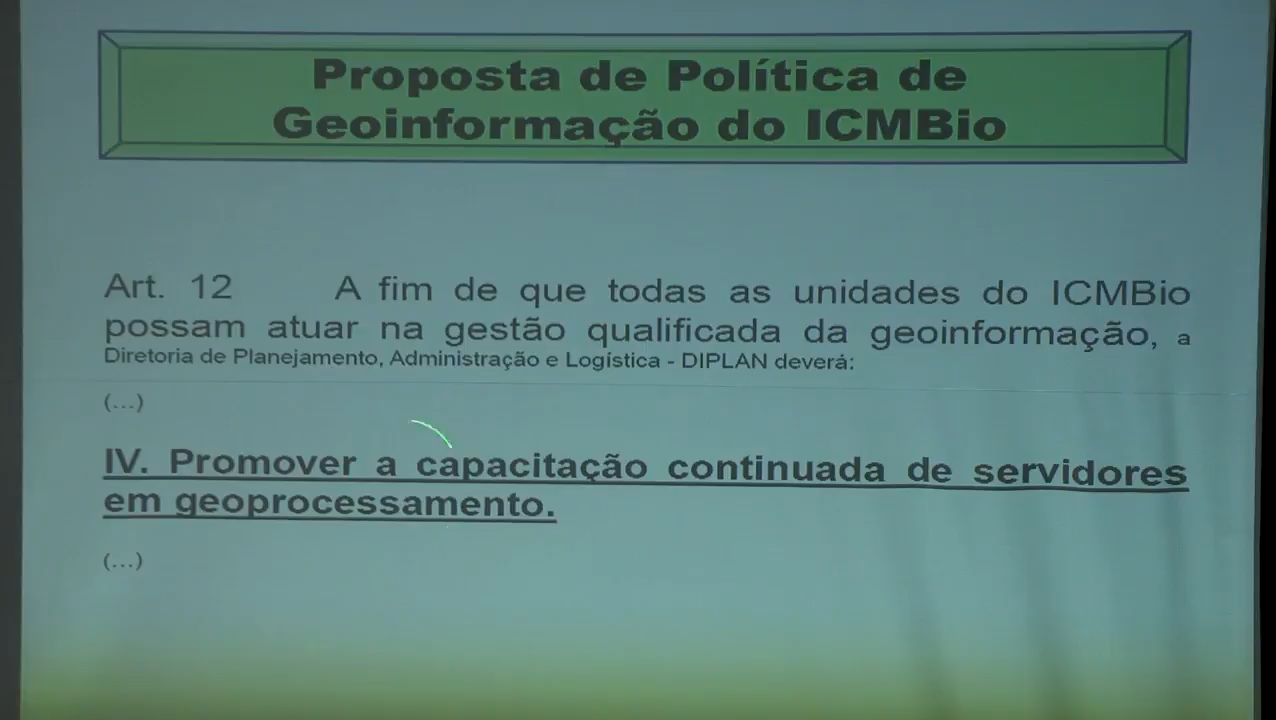 Proposta de Política de
Geoinformação do ICMBio
Art. 12 A fim de que todas as unidades do ICMBio
possam atuar na gestão qualificada da geoinformação, a
Diretoria de Planejamento, Administração e Logística - DIPLAN deverá:
(...)
IV. Promover a capacitação continuada de servidores
em geoprocessamento.
(...)